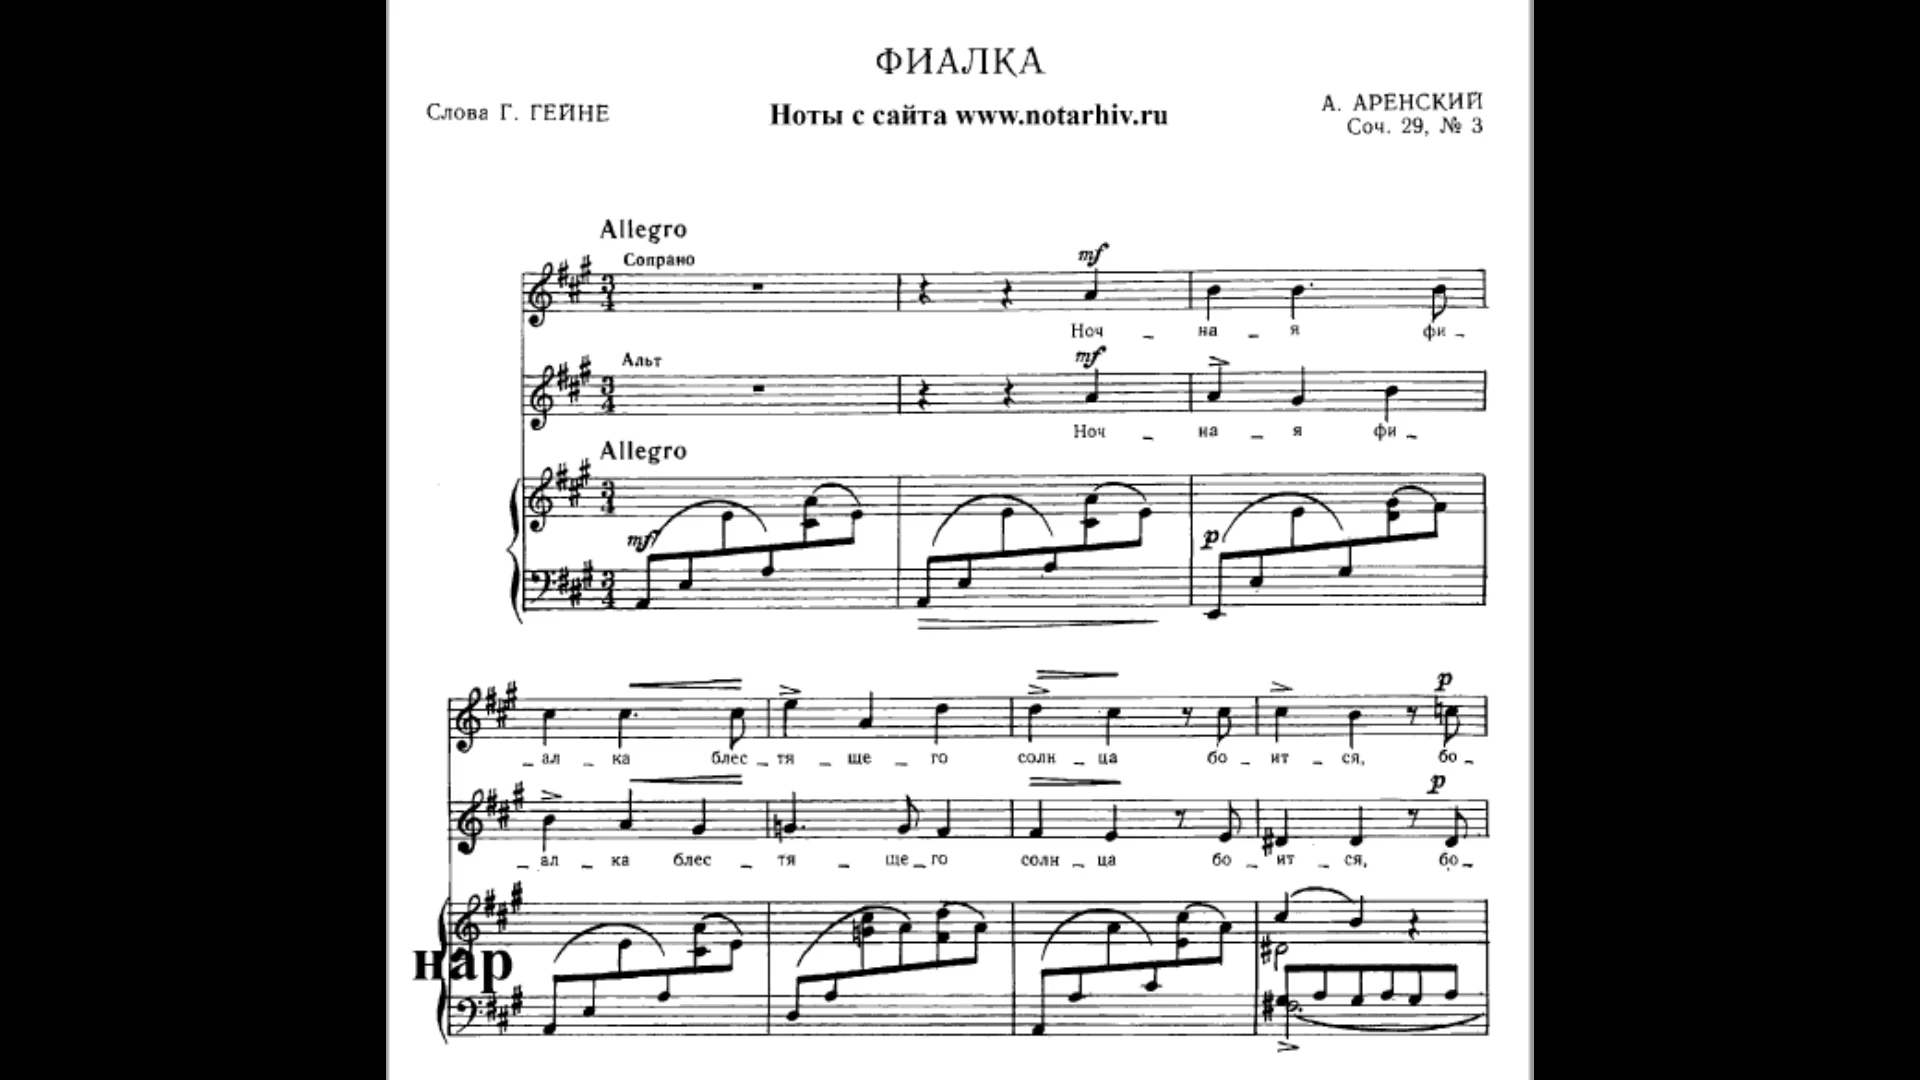 ФИАЛКА
Слова Г. ГЕЙНЕ
Ноты с сайта www.notarhiv.ru
А. АРЕНСКИЙ
Соч. 29, № 3
Allegro
Сопрано
mf
Ноч - на - я фи -
Альт
mf
Ноч - на - я фи -
Allegro
mf
p
p
- ал - ка блес - тя - ще - го солн - ца бо - ит - ся, бо -
p
- ал - ка блес - тя - ще - го солн - ца бо - ит - ся, бо -
нар